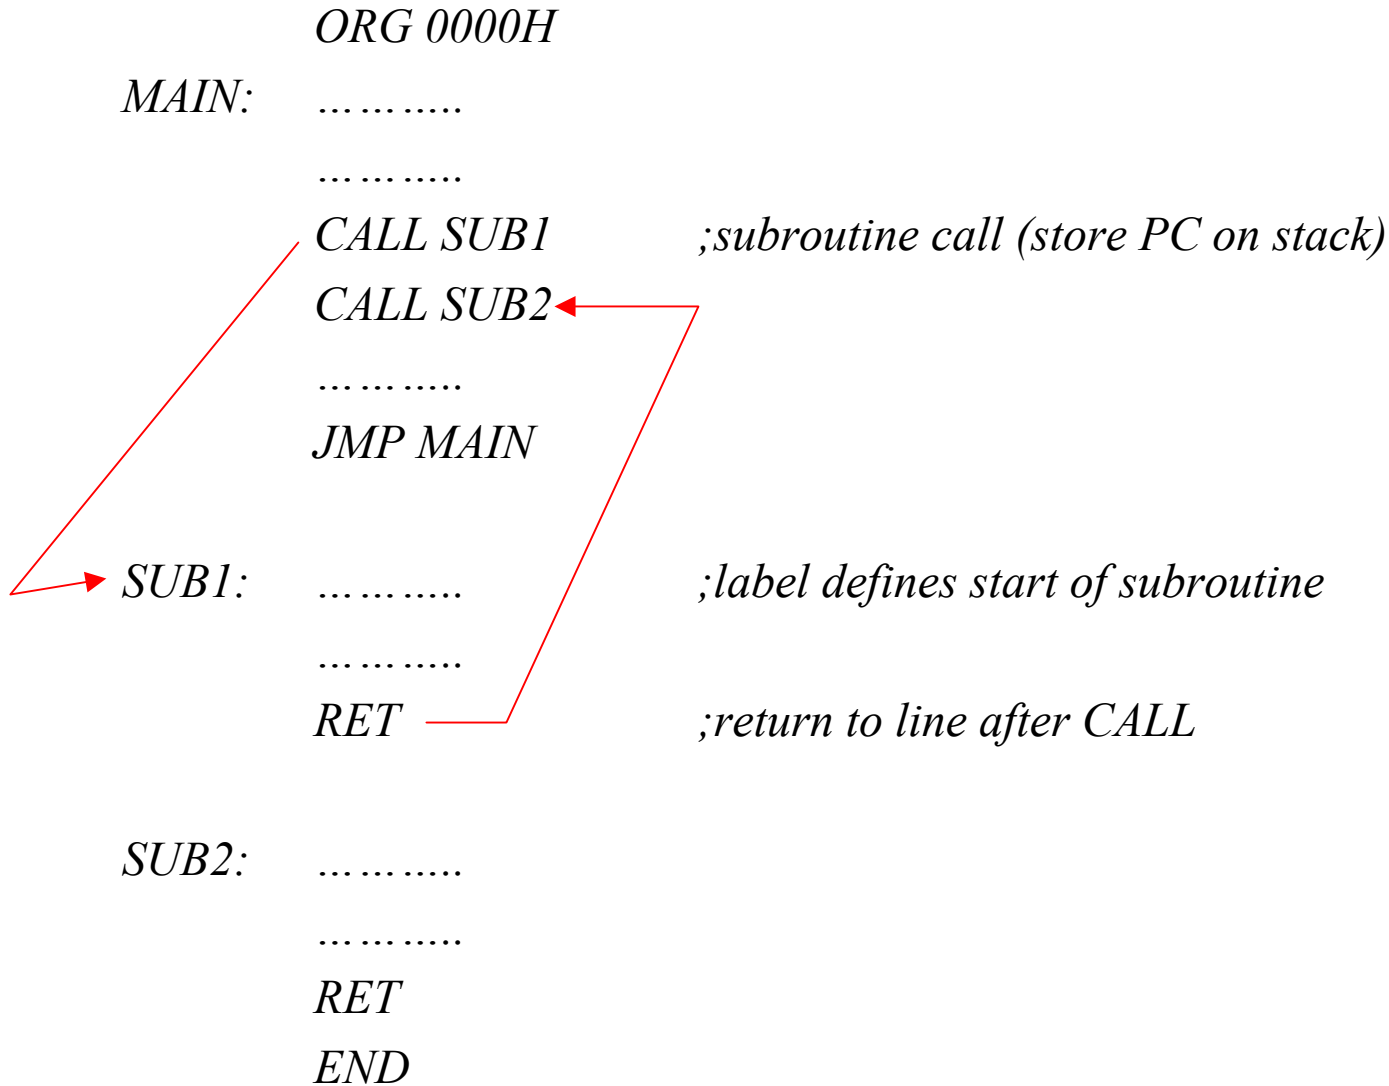 ORG 0000H
MAIN: ………..
………..
CALL SUB1 ;subroutine call (store PC on stack)
CALL SUB2
………..
JMP MAIN
SUB1: ……….. ;label defines start of subroutine
………..
RET ;return to line after CALL
SUB2: ………..
………..
RET
END